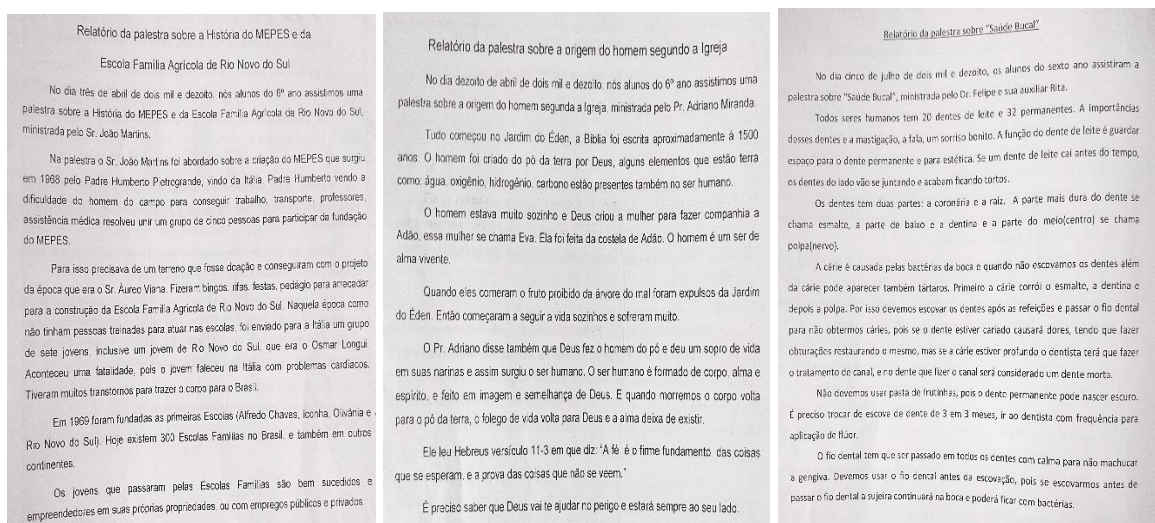 Relatório da palestra sobre a História do MEPES e da
Escola Família Agrícola de Rio Novo do Sul
No dia três de abril de dois mil e dezoito, nós alunos do 6º ano assistimos uma
palestra sobre a História do MEPES e da Escola Família Agrícola de Rio Novo do Sul,
ministrada pelo Sr. João Martins.
Na palestra o Sr. João Martins foi abordado sobre a criação do MEPES que surgiu
em 1968 pelo Padre Humberto Pietrogrande, vindo da Itália. Padre Humberto vendo a
dificuldade do homem do campo para conseguir trabalho, transporte, professores,
assistência médica resolveu unir um grupo de cinco pessoas para participar da fundação
do MEPES.
Para isso precisava de um terreno que fosse doação e conseguiram com o projeto
da época que era o Sr. Áureo Viana. Fizeram bingos, rifas, festas, pedágio para arrecadar
para a construção da Escola Família Agrícola de Rio Novo do Sul. Naquela época como
não tinham pessoas treinadas para atuar nas escolas, foi enviado para a Itália um grupo
de sete jovens, inclusive um jovem de Rio Novo do Sul, que era o Osmar Longui.
Aconteceu uma fatalidade, pois o jovem faleceu na Itália com problemas cardíacos.
Tiveram muitos transtornos para trazer o corpo para o Brasil.
Em 1969 foram fundadas as primeiras Escolas (Alfredo Chaves, Iconha, Olivânia e
Rio Novo do Sul). Hoje existem 300 Escolas Famílias no Brasil, e também em outros
continentes.
Os jovens que passaram pelas Escolas Famílias são bem sucedidos e
empreendedores em suas próprias propriedades, ou com empregos públicos e privados.
Relatório da palestra sobre a origem do homem segundo a Igreja
No dia dezoito de abril de dois mil e dezoito, nós alunos do 6º ano assistimos uma
palestra sobre a origem do homem segunda a Igreja, ministrada pelo Pr. Adriano Miranda.
Tudo começou no Jardim do Éden, a Bíblia foi escrita aproximadamente à 1500
anos. O homem foi criado do pó da terra por Deus, alguns elementos que estão terra
como: água, oxigênio, hidrogênio, carbono estão presentes também no ser humano.
O homem estava muito sozinho e Deus criou a mulher para fazer companhia a
Adão, essa mulher se chama Eva. Ela foi feita da costela de Adão. O homem é um ser de
alma vivente.
Quando eles comeram o fruto proibido da árvore do mal foram expulsos da Jardim
do Éden. Então começaram a seguir a vida sozinhos e sofreram muito.
O Pr. Adriano disse também que Deus fez o homem do pó e deu um sopro de vida
em suas narinas e assim surgiu o ser humano. O ser humano é formado de corpo, alma e
espírito, e feito em imagem e semelhança de Deus. E quando morremos o corpo volta
para o pó da terra, o folego de vida volta para Deus e a alma deixa de existir.
Ele leu Hebreus versículo 11-3 em que diz: "A fé é o firme fundamento das coisas
que se esperam, e a prova das coisas que não se veem."
É preciso saber que Deus vai te ajudar no perigo e estará sempre ao seu lado.
Relatório da palestra sobre "Saúde Bucal"
No dia cinco de julho de dois mil e dezoito, os alunos do sexto ano assistiram a
palestra sobre "Saúde Bucal", ministrada pelo Dr. Felipe e sua auxiliar Rita.
Todos seres humanos tem 20 dentes de leite e 32 permanentes. A importâncias
desses dentes e a mastigação, a fala, um sorriso bonito. A função do dente de leite é guardar
espaço para o dente permanente e para estética. Se um dente de leite cai antes do tempo,
os dentes do lado vão se juntando e acabam ficando tortos.
Os dentes tem duas partes: a coronária e a raiz. A parte mais dura do dente se
chama esmalte, a parte de baixo e a dentina e a parte do meio(centro) se chama
polpa(nervo).
A cárie é causada pelas bactérias da boca e quando não escovamos os dentes além
da cárie pode aparecer também tártaros. Primeiro a cárie corrói o esmalte, a dentina e
depois a polpa. Por isso devemos escovar os dentes após as refeições e passar o fio dental
para não obtermos cáries, pois se o dente estiver cariado causará dores, tendo que fazer
obturações restaurando o mesmo, mas se a cárie estiver profundo o dentista terá que fazer
o tratamento de canal, e no dente que fizer o canal será considerado um dente morta.
Não devemos usar pasta de frutinhas, pois o dente permanente pode nascer escuro.
É preciso trocar de escova de dente de 3 em 3 meses, ir ao dentista com frequência para
aplicação de flúor.
O fio dental tem que ser passado em todos os dentes com calma para não machucar
a gengiva. Devemos usar o fio dental antes da escovação, pois se escovarmos antes de
passar o fio dental a sujeira continuará na boca e poderá ficar com bactérias.